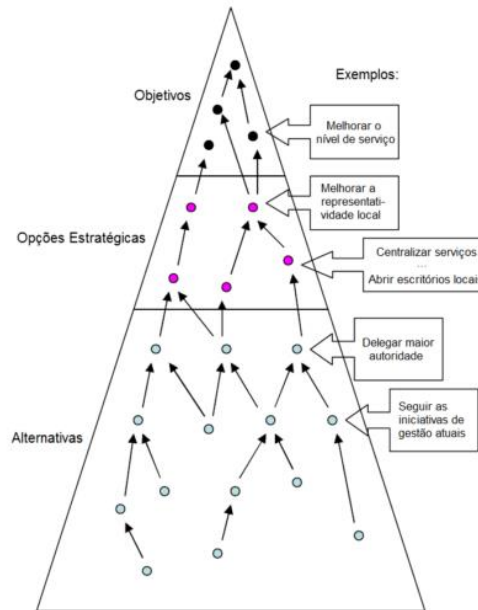 Objetivos
Exemplos:
Melhorar o
nível de serviço
Melhorar a
representati-
vidade local
Opções Estratégicas
Centralizar serviços
...
Abrir escritórios locais
Delegar maior
autoridade
Alternativas
Seguir as
iniciativas de
gestão atuais